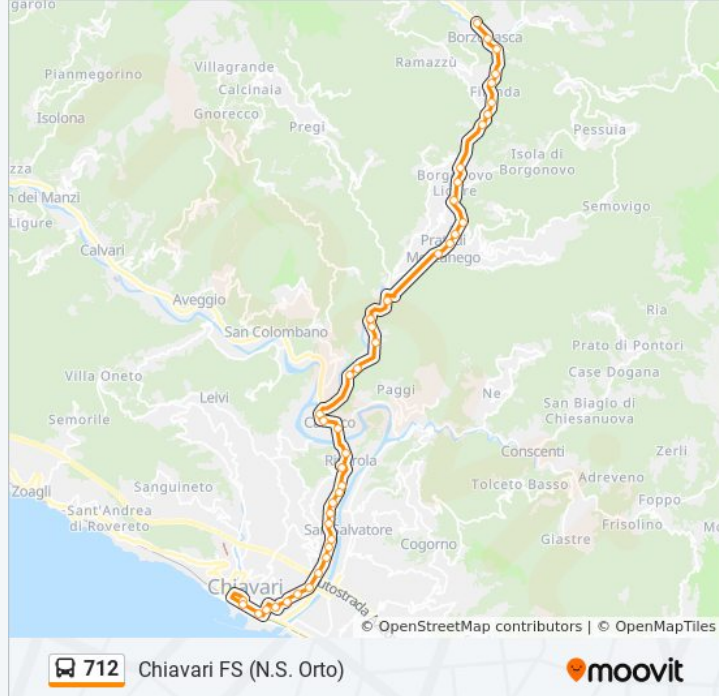 garolo
Borzonasca
Ramazzù
Villagrande
Pianmegorino
Calcinaia
Gnorecco
Isolona
Pregi
Pessula
Isola di
Borgonovo
zza
Borgonovo
Ligure
n dei Manzi
Ligure
Semovigo
Calvari
Prati di
Mezzanego
Aveggio
Ria
San Colombano
Prato di Pontori
Case Dogana
Villa Oneto
Paggi
Ne
Leivi
San Biagio di
Chiesanuova
Semorile
Carasco
Rivarola
Conscenti
Zerli
Zoagli
Sanguineto
Tolceto Basso
Adreveno
Foppo
Sant'Andrea
di Rovereto
San Salvatore
Frisolino
Giastre
Cogorno
Chiavari
Autostrada
© OpenStreetMap contributors | © OpenMapTiles
712 Chiavari FS (N.S. Orto) moovit